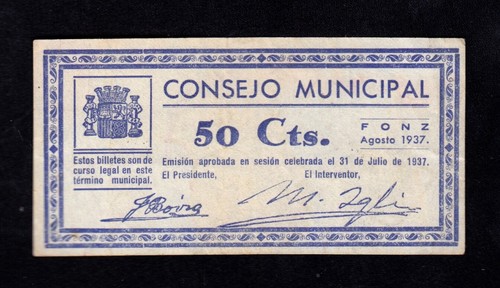 CONSEJO MUNICIPAL
50 Cts.
FONZ
Agosto 1937.
Estos billetes son de
curso legal en este
término municipal.
Emisión aprobada en sesión celebrada el 31 de Julio de 1937.
El Presidente,
El Interventor,